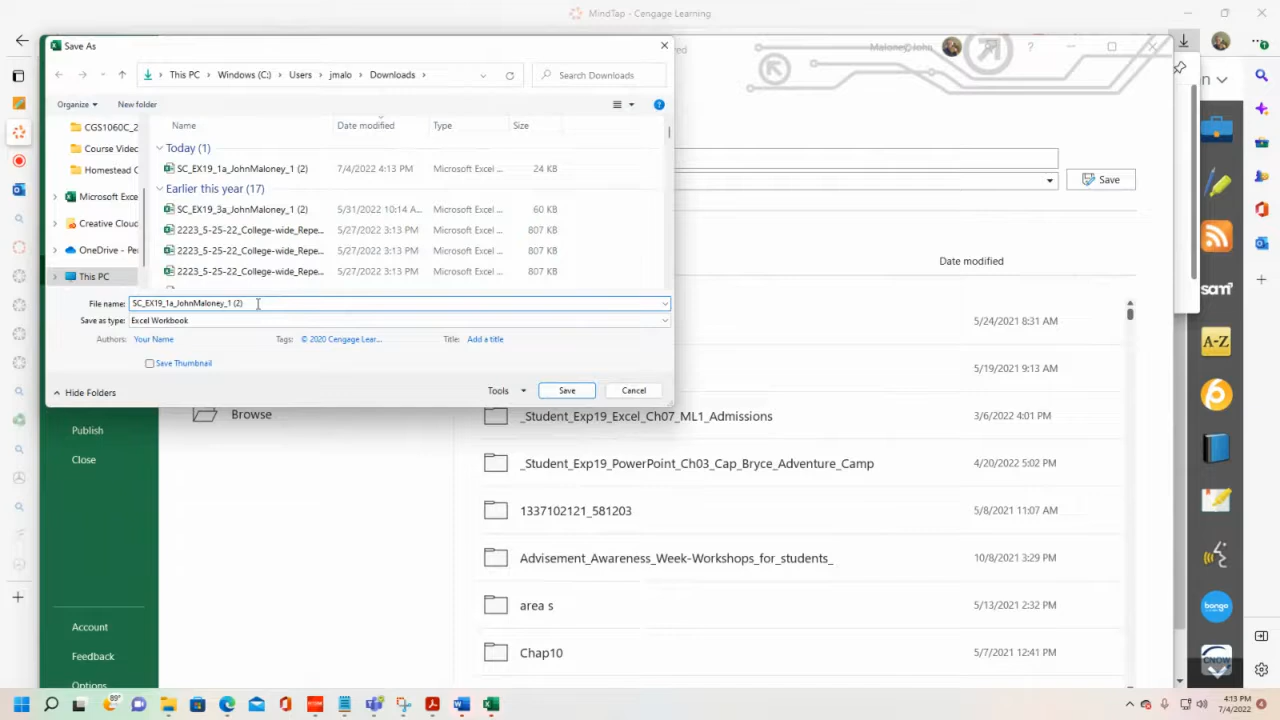 MindTap - Cengage Learning
Save As
Maloney, John
This PC > Windows (C:) > Users > jmalo > Downloads >
Search Downloads
Organize
New folder
Name
Date modified
Type
Size
CGS1060C_2
Course Videc
Homestead C
Microsoft Exce
Creative Cloud
OneDrive - Per
This PC
Today (1)
SC_EX19_1a_JohnMaloney_1 (2) 7/4/2022 4:13 PM Microsoft Excel ... 24 KB
Earlier this year (17)
SC_EX19_3a_JohnMaloney_1 (2) 5/31/2022 10:14 A... Microsoft Excel ... 60 KB
2223_5-25-22_College-wide_Repe... 5/27/2022 3:13 PM Microsoft Excel ... 807 KB
2223_5-25-22_College-wide_Repe... 5/27/2022 3:13 PM Microsoft Excel ... 807 KB
2223_5-25-22_College-wide_Repe... 5/27/2022 3:13 PM Microsoft Excel ... 807 KB
File name: SC_EX19_1a_JohnMaloney_1 (2)
Save as type: Excel Workbook
Authors: Your Name
Tags: © 2020 Cengage Lear...
Title: Add a title
Save Thumbnail
Hide Folders
Tools
Save
Cancel
Save
Date modified
5/24/2021 8:31 AM
5/19/2021 9:13 AM
Browse
_Student_Exp19_Excel_Ch07_ML1_Admissions 3/6/2022 4:01 PM
_Student_Exp19_PowerPoint_Ch03_Cap_Bryce_Adventure_Camp 4/20/2022 5:02 PM
1337102121_581203 5/8/2021 11:07 AM
Advisement_Awareness_Week-Workshops_for_students_ 10/8/2021 3:29 PM
area s 5/13/2021 2:32 PM
Chap10 5/7/2021 12:41 PM
Publish
Close
Account
Feedback
Options
sam
A-Z
bongo
CNOW
89°
4:13 PM
7/4/2022